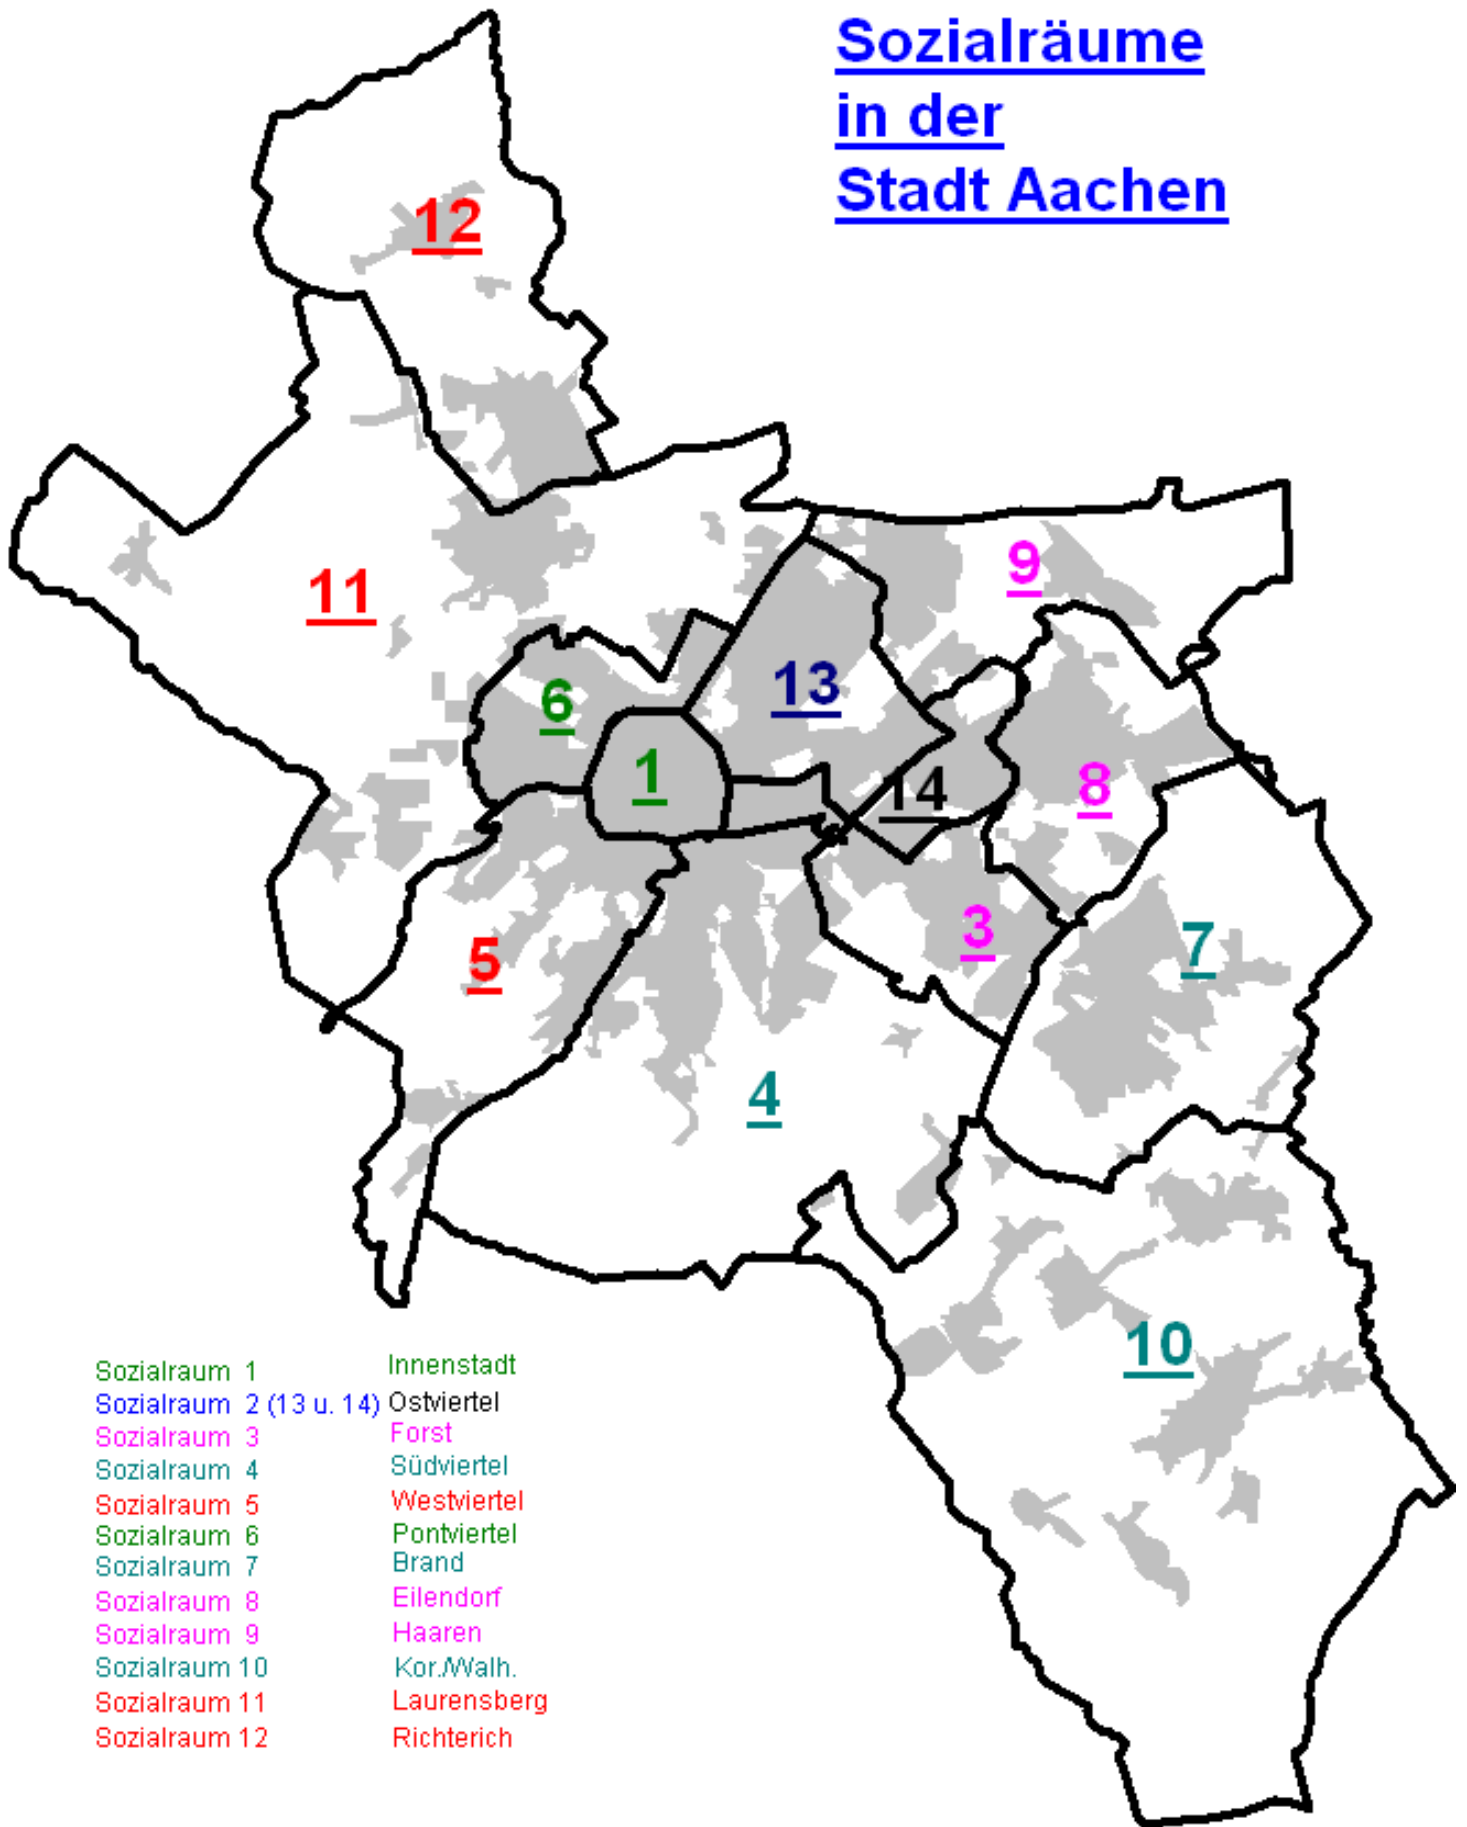 Sozialräume
in der
Stadt Aachen
12
9
11
13
6
1
14
8
3
7
5
4
10
Sozialraum 1 Innenstadt
Sozialraum 2 (13 u. 14) Ostviertel
Sozialraum 3 Forst
Sozialraum 4 Südviertel
Sozialraum 5 Westviertel
Sozialraum 6 Pontviertel
Sozialraum 7 Brand
Sozialraum 8 Eilendorf
Sozialraum 9 Haaren
Sozialraum 10 Kor./Walh.
Sozialraum 11 Laurensberg
Sozialraum 12 Richterich